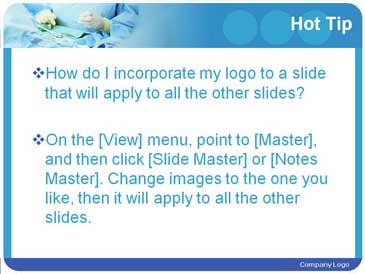 Hot Tip
❖How do I incorporate my logo to a slide
that will apply to all the other slides?
❖On the [View] menu, point to [Master],
and then click [Slide Master] or [Notes
Master]. Change images to the one you
like, then it will apply to all the other
slides.
Company Logo